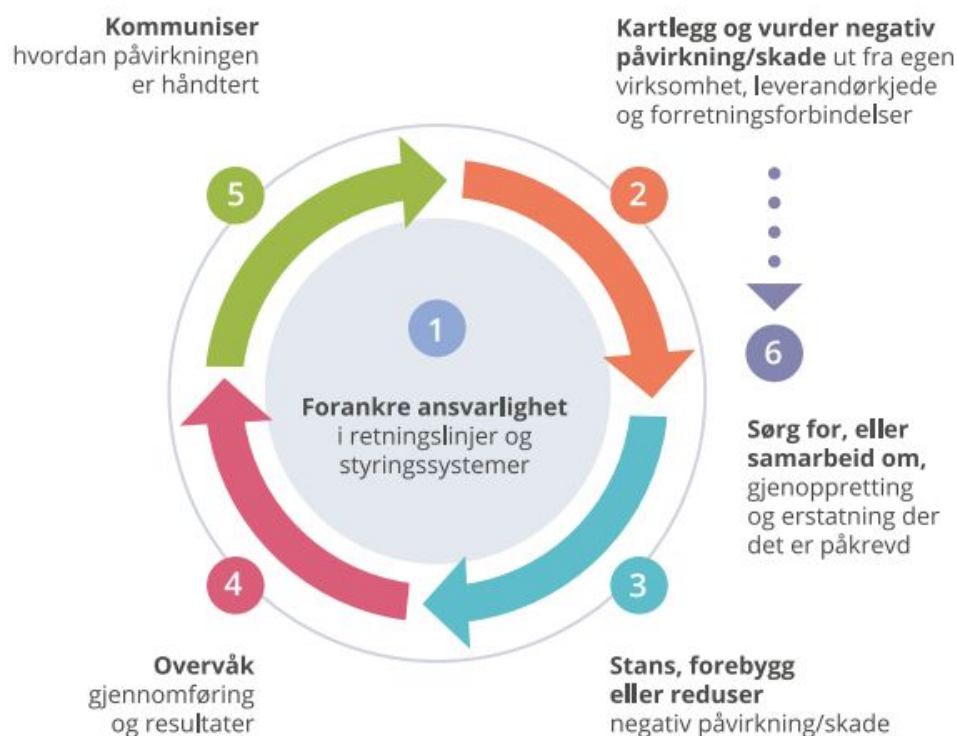 Kommuniser
hvordan påvirkningen
er håndtert
Kartlegg og vurder negativ
påvirkning/skade ut fra egen
virksomhet, leverandørkjede
og forretningsforbindelser
5
2
1
Forankre ansvarlighet
i retningslinjer og
styringssystemer
6
Sørg for, eller
samarbeid om,
gjenoppretting
og erstatning der
det er påkrevd
4
3
Overvåk
gjennomføring
og resultater
Stans, forebygg
eller reduser
negativ påvirkning/skade